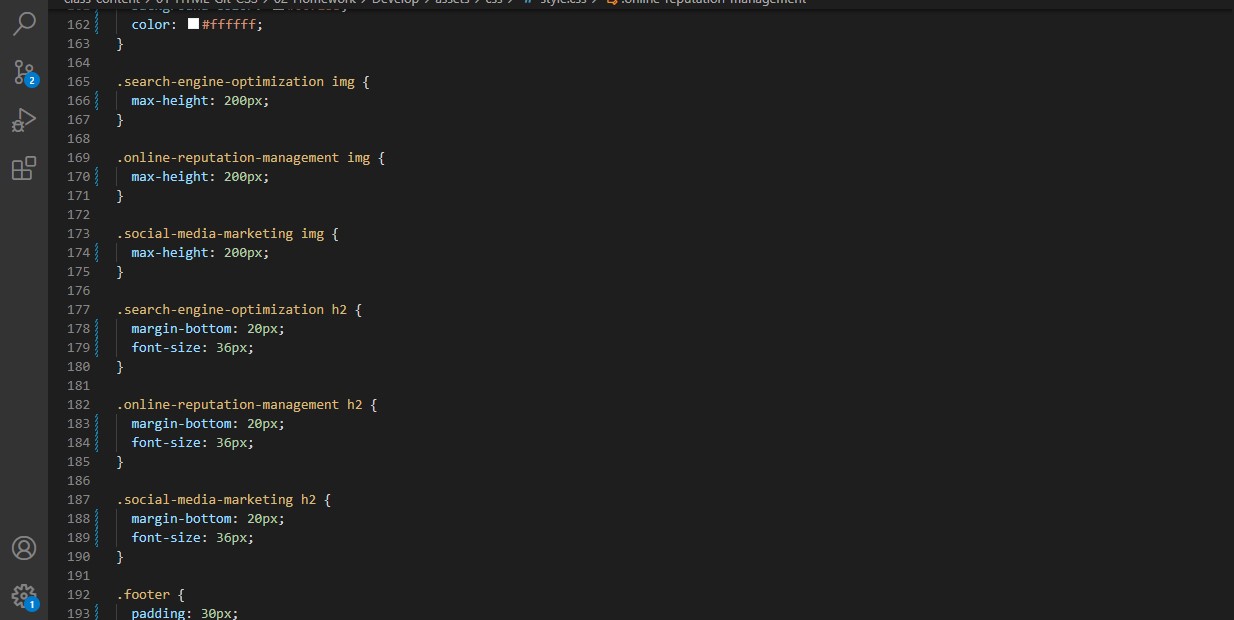 class-content > 01-HTML-Git-CSS > 02-Homework > Develop > assets > css > # style.css > .online-reputation-management
162 color: #ffffff;
163 }
164
165 .search-engine-optimization img {
166 max-height: 200px;
167 }
168
169 .online-reputation-management img {
170 max-height: 200px;
171 }
172
173 .social-media-marketing img {
174 max-height: 200px;
175 }
176
177 .search-engine-optimization h2 {
178 margin-bottom: 20px;
179 font-size: 36px;
180 }
181
182 .online-reputation-management h2 {
183 margin-bottom: 20px;
184 font-size: 36px;
185 }
186
187 .social-media-marketing h2 {
188 margin-bottom: 20px;
189 font-size: 36px;
190 }
191
192 .footer {
193 padding: 30px;
2
1